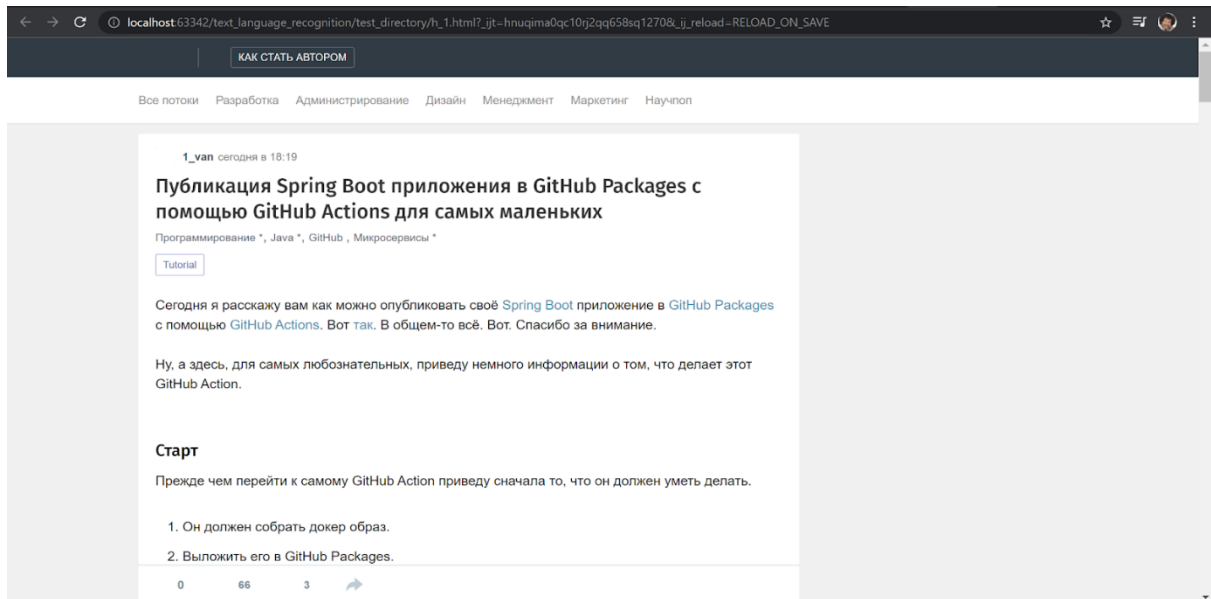 localhost:63342/text_language_recognition/test_directory/h_1.html?_ijt=hnuqima0qc10rj2qq658sq1270&_ij_reload=RELOAD_ON_SAVE
КАК СТАТЬ АВТОРОМ
Все потоки Разработка Администрирование Дизайн Менеджмент Маркетинг Научпоп
1_van сегодня в 18:19
Публикация Spring Boot приложения в GitHub Packages с
помощью GitHub Actions для самых маленьких
Программирование *, Java *, GitHub , Микросервисы *
Tutorial
Сегодня я расскажу вам как можно опубликовать своё Spring Boot приложение в GitHub Packages
с помощью GitHub Actions. Вот так. В общем-то всё. Вот. Спасибо за внимание.
Ну, а здесь, для самых любознательных, приведу немного информации о том, что делает этот
GitHub Action.
Старт
Прежде чем перейти к самому GitHub Action приведу сначала то, что он должен уметь делать.
1. Он должен собрать докер образ.
2. Выложить его в GitHub Packages.
0 66 3